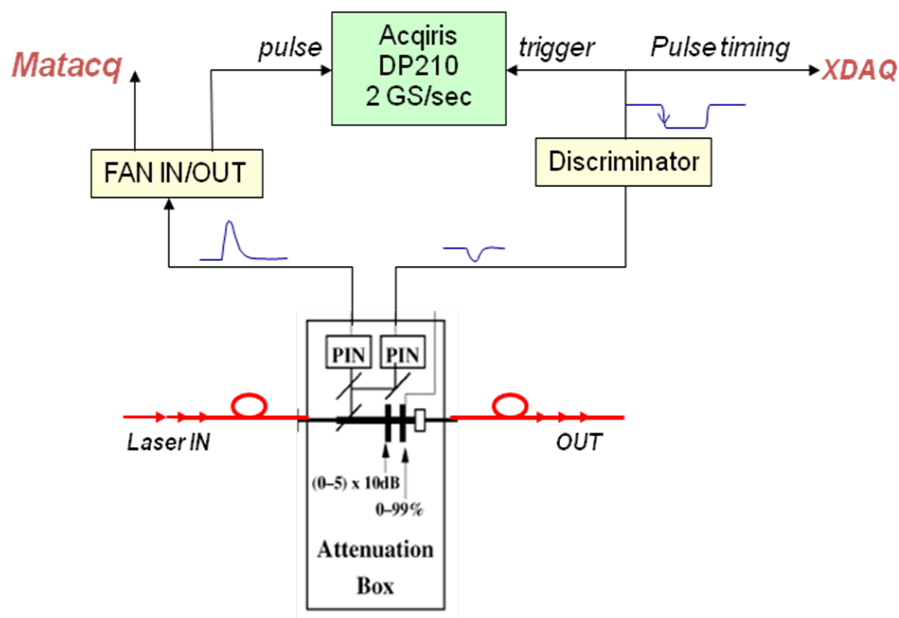 Acqiris
DP210
2 GS/sec
pulse
trigger
Pulse timing
Matacq
XDAQ
FAN IN/OUT
Discriminator
PIN
PIN
Laser IN
OUT
(0–5) x 10dB
0–99%
Attenuation
Box